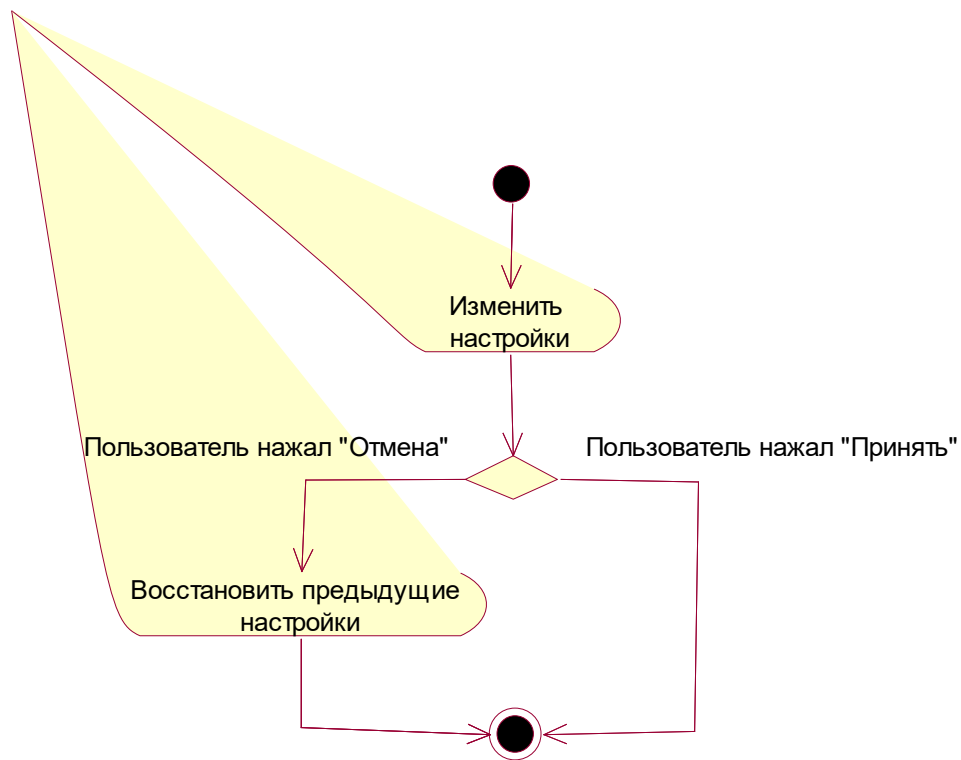 Изменить
настройки
Пользователь нажал "Отмена"
Пользователь нажал "Принять"
Восстановить предыдущие
настройки